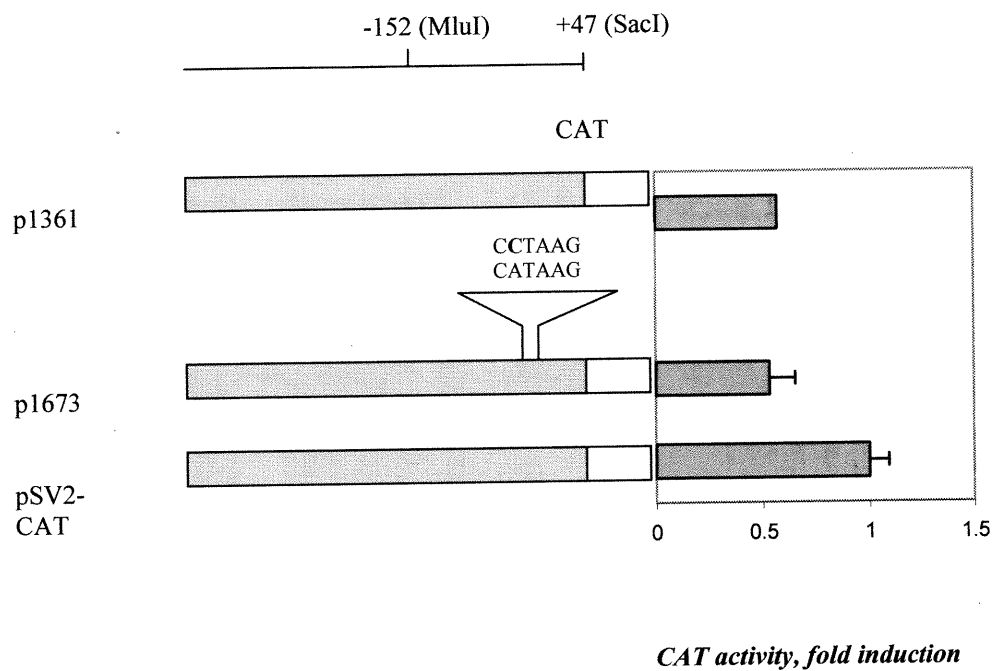 -152 (MluI) +47 (SacI)
CAT
p1361
CCTAAG
CATAAG
p1673
pSV2-
CAT
0 0.5 1 1.5
CAT activity, fold induction